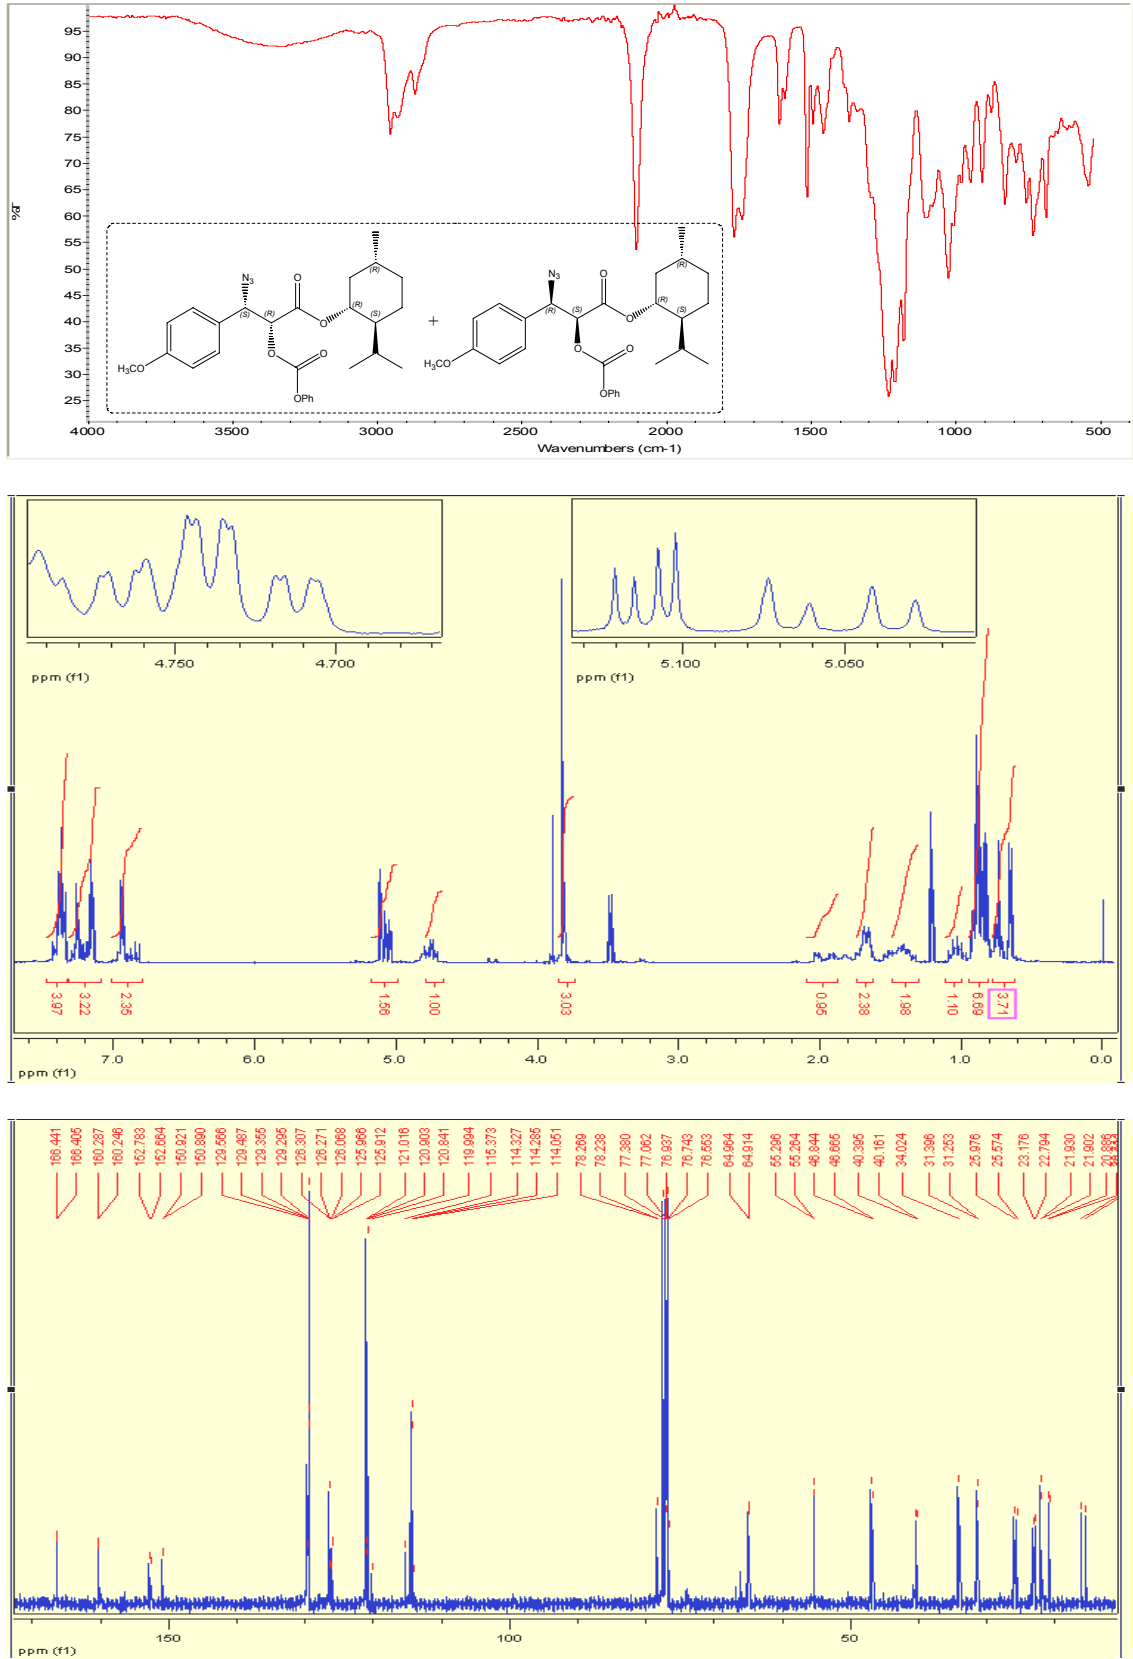 95
90
85
80
75
70
65
60
55
50
45
40
35
30
25
%T
4000 3500 3000 2500 2000 1500 1000 500
Wavenumbers (cm-1)
N₃
(S)
(R)
O
O
(R)
(R)
(S)
O
O
OPh
H₃CO
+
N₃
(R)
(S)
O
O
(R)
(R)
(S)
O
O
OPh
H₃CO
4.750 4.700
ppm (f1)
5.100 5.050
ppm (f1)
3.97 3.22 2.35 1.56 1.00 3.03 0.95 2.38 1.98 1.10 6.69 3.71
7.0 6.0 5.0 4.0 3.0 2.0 1.0 0.0
ppm (f1)
166.441
166.405
160.287
160.246
152.783
152.664
150.921
150.890
129.566
129.487
129.355
129.295
126.307
126.271
126.068
125.966
125.912
121.016
120.903
120.841
119.994
115.373
114.327
114.285
114.051
78.269
78.238
77.380
77.062
76.937
76.743
76.553
64.964
64.914
55.296
55.264
46.844
46.665
40.395
40.161
34.024
31.396
31.253
25.976
25.574
23.176
22.794
21.930
21.902
20.886
150 100 50
ppm (f1)